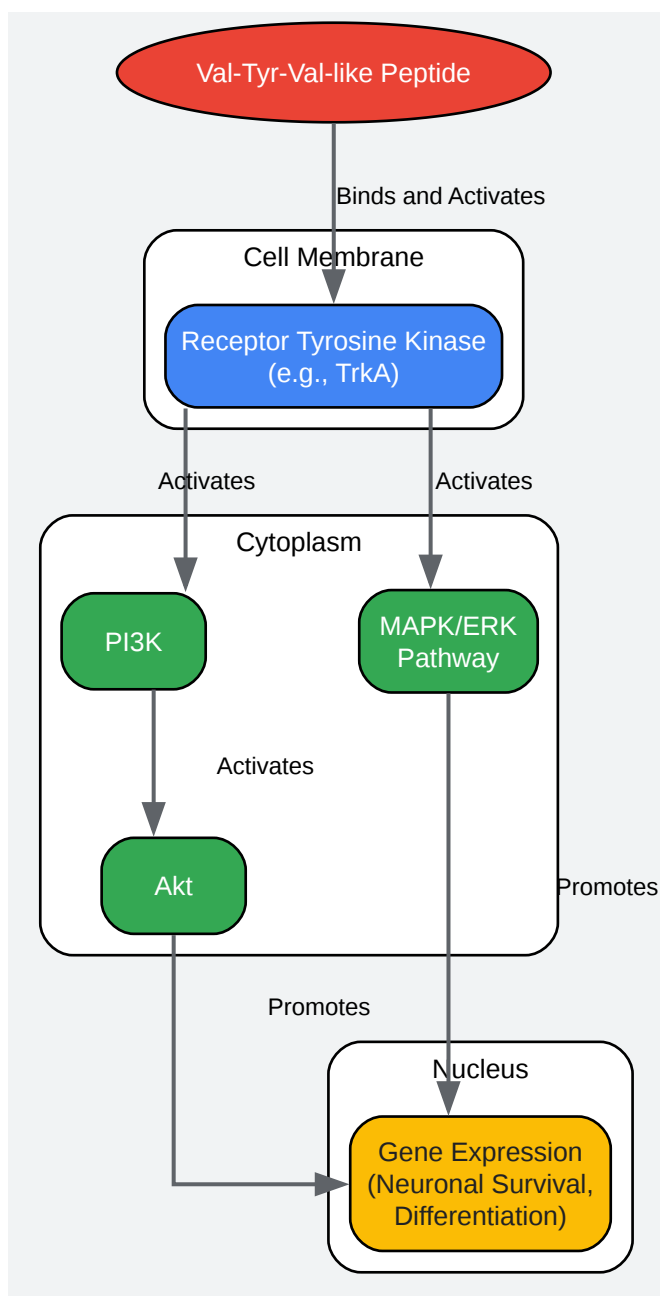 Val-Tyr-Val-like Peptide
Binds and Activates
Cell Membrane
Receptor Tyrosine Kinase
(e.g., TrkA)
Activates
Activates
Cytoplasm
PI3K
MAPK/ERK
Pathway
Activates
Akt
Promotes
Promotes
Nucleus
Gene Expression
(Neuronal Survival,
Differentiation)